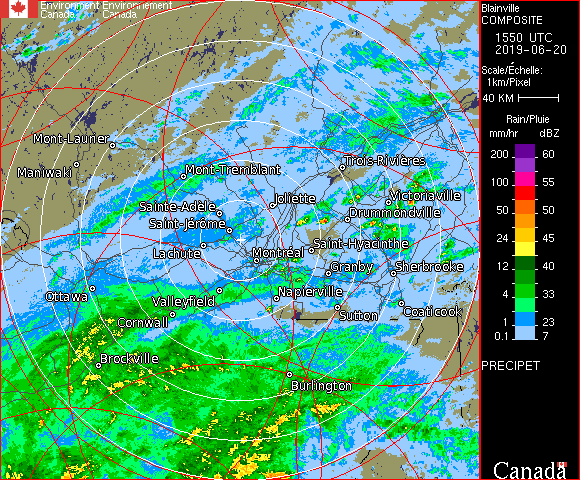 Environment Environnement
Canada Canada
Blainville
COMPOSITE
1550 UTC
2019-06-20
Scale/Échelle:
1km/Pixel
40 KM
Rain/Pluie
mm/hr dBZ
200 60
100 55
50 50
24 45
12 40
4 33
1 23
0.1 7
PRECIPET
Canada
Mont-Laurier
Maniwaki
Mont-Tremblant
Trois-Rivières
Sainte-Adele
Joliette
Victoriaville
Drummondville
Saint-Jérôme
Saint-Hyacinthe
Lachute
Montréal
Granby
Sherbrooke
Ottawa
Valleyfield
Napierville
Coaticook
Cornwall
Sutton
Brockville
Burlington